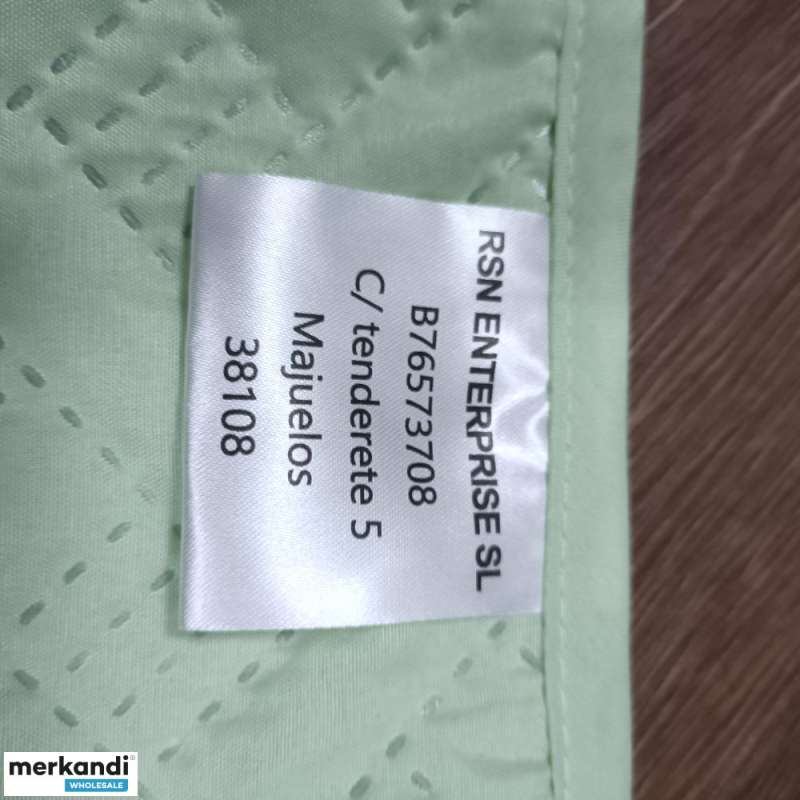 RSN ENTERPRISE SL
B76573708
C/ tenderete 5
Majuelos
38108
merkandi®
WHOLESALE